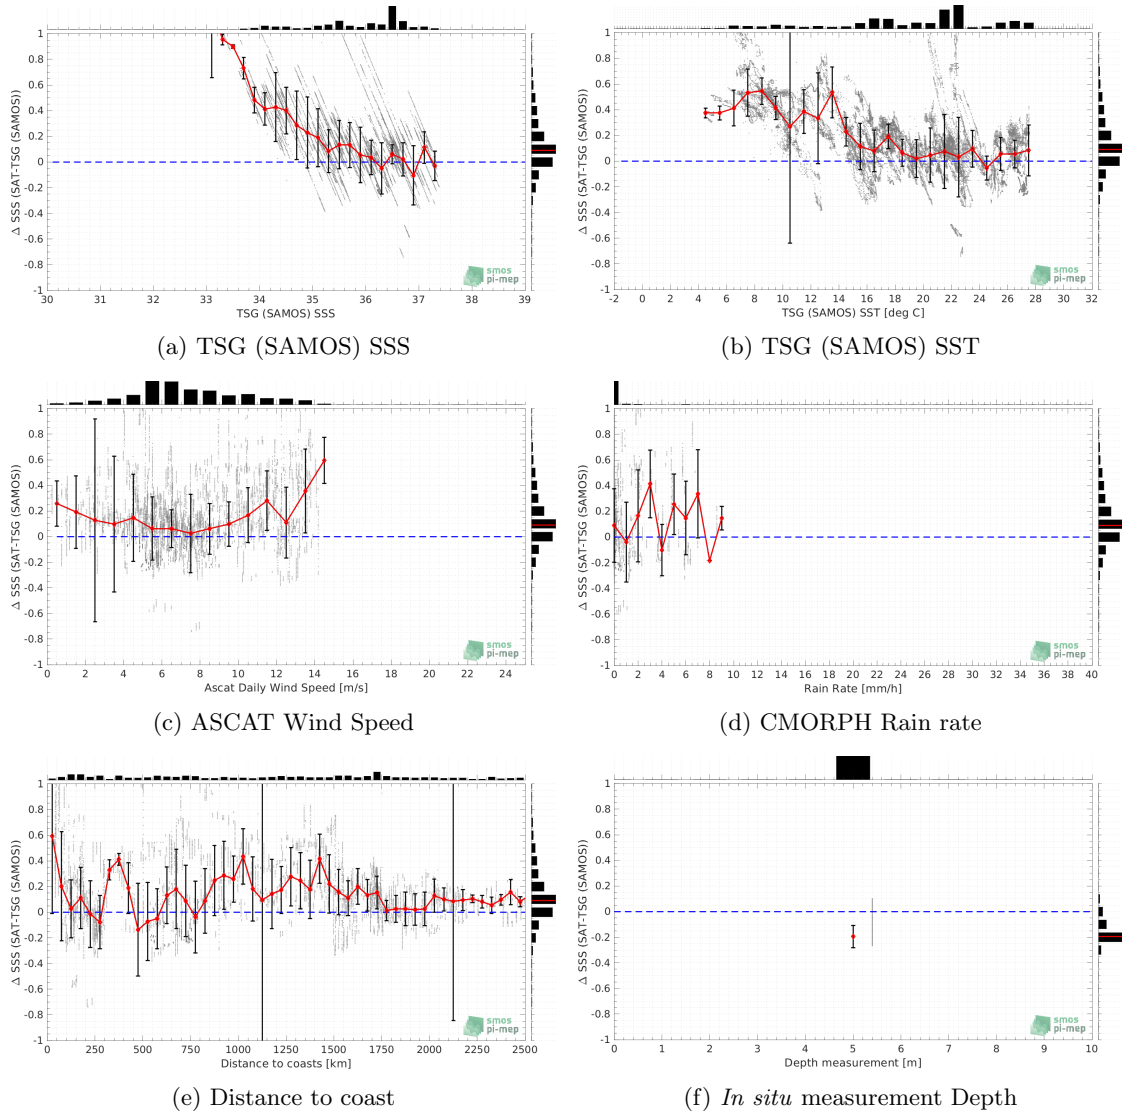 Δ SSS (SAT-TSG (SAMOS))
1
0.8
0.6
0.4
0.2
0
-0.2
-0.4
-0.6
-0.8
-1
smos
pi-mep
30 31 32 33 34 35 36 37 38 39
TSG (SAMOS) SSS
(a) TSG (SAMOS) SSS
Δ SSS (SAT-TSG (SAMOS))
1
0.8
0.6
0.4
0.2
0
-0.2
-0.4
-0.6
-0.8
-1
smos
pi-mep
-2 0 2 4 6 8 10 12 14 16 18 20 22 24 26 28 30 32
TSG (SAMOS) SST [deg C]
(b) TSG (SAMOS) SST
Δ SSS (SAT-TSG (SAMOS))
1
0.8
0.6
0.4
0.2
0
-0.2
-0.4
-0.6
-0.8
-1
smos
pi-mep
0 2 4 6 8 10 12 14 16 18 20 22 24
Ascat Daily Wind Speed [m/s]
(c) ASCAT Wind Speed
Δ SSS (SAT-TSG (SAMOS))
1
0.8
0.6
0.4
0.2
0
-0.2
-0.4
-0.6
-0.8
-1
smos
pi-mep
0 2 4 6 8 10 12 14 16 18 20 22 24 26 28 30 32 34 36 38 40
Rain Rate [mm/h]
(d) CMORPH Rain rate
Δ SSS (SAT-TSG (SAMOS))
1
0.8
0.6
0.4
0.2
0
-0.2
-0.4
-0.6
-0.8
-1
smos
pi-mep
0 250 500 750 1000 1250 1500 1750 2000 2250 2500
Distance to coasts [km]
(e) Distance to coast
Δ SSS (SAT-TSG (SAMOS))
1
0.8
0.6
0.4
0.2
0
-0.2
-0.4
-0.6
-0.8
-1
smos
pi-mep
0 1 2 3 4 5 6 7 8 9 10
Depth measurement [m]
(f) In situ measurement Depth